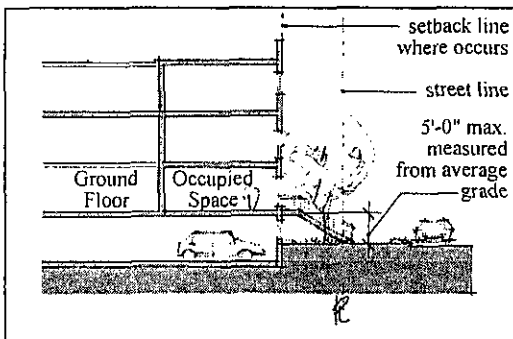 setback line
where occurs
street line
5'-0" max.
measured
from average
grade
Ground
Floor
Occupied
Space